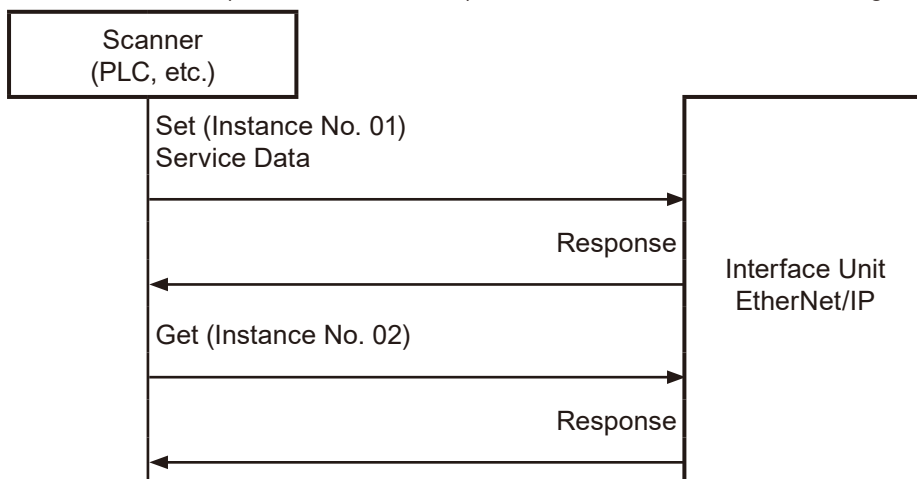 Scanner
(PLC, etc.)
Set (Instance No. 01)
Service Data
Response
Interface Unit
EtherNet/IP
Get (Instance No. 02)
Response